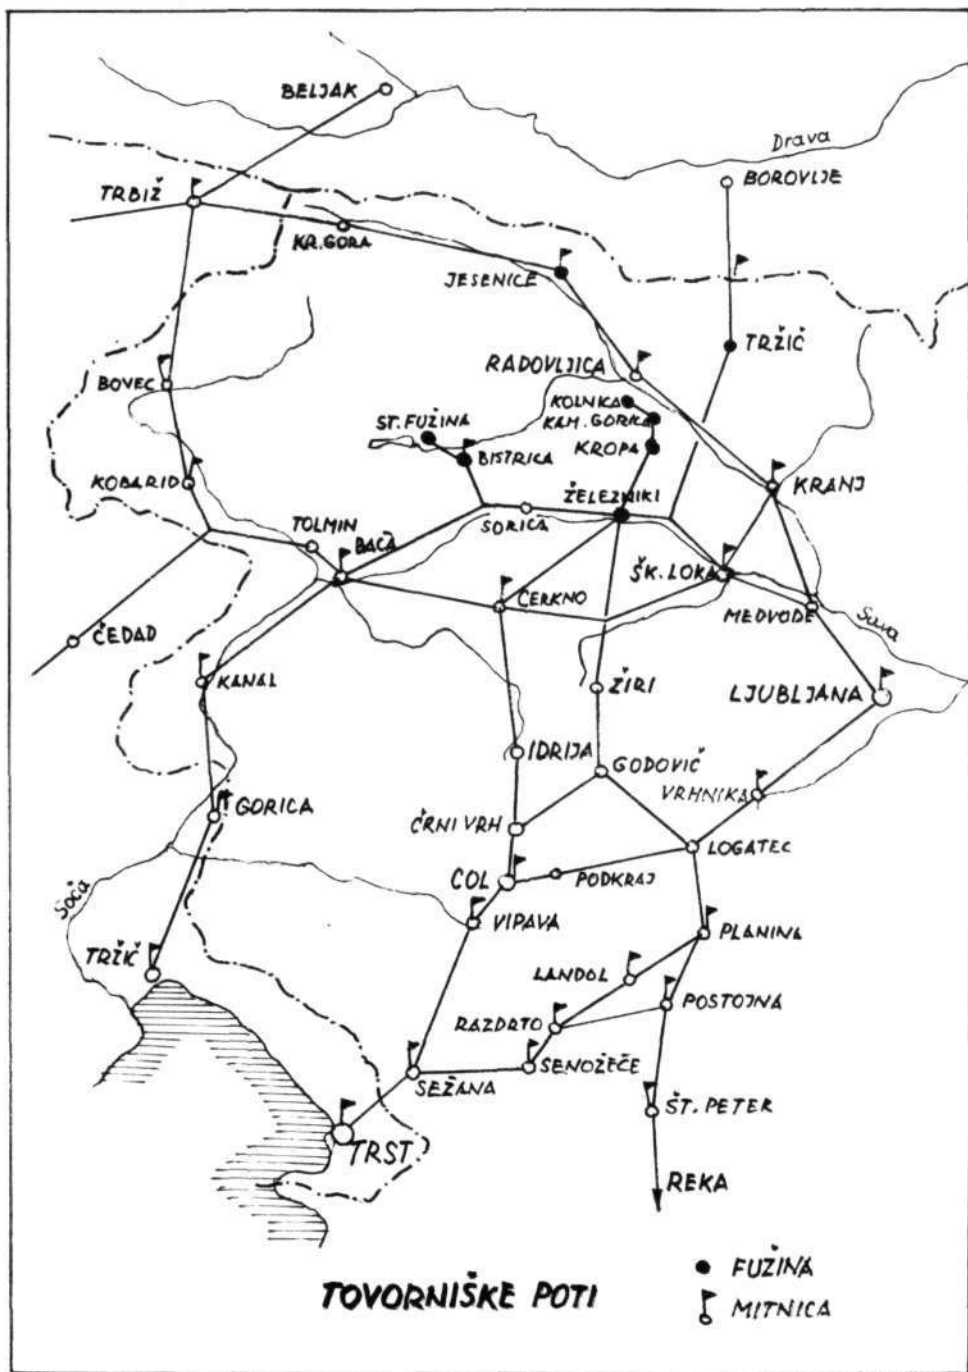 BELJAK
Drava
BOROVLJE
TRBIŽ
KR. GORA
JESENICE
TRŽIČ
RADOVLJICA
BOVEC
KOLNIKA
KAM. GORICA
ST. FUŽINA
KROPA
BISTRICA
KOBARID
KRANJ
ŽELEZNIKI
SORICA
TOLMIN
BAČA
ŠK. LOKA
CERKNO
MEDVODE
Sava
ČEDAD
KANAL
ŽIRI
LJUBLJANA
IDRIJA
GODOVIČ
VRHNIKA
GORICA
ČRNI VRH
LOGATEC
COL
PODKRAJ
Soča
VIPAVA
PLANINA
TRŽIČ
LANDOL
POSTOJNA
RAZDRTO
SENOŽEČE
SEŽANA
ŠT. PETER
TRST
REKA
TOVORNIŠKE POTI
FUŽINA
MITNICA